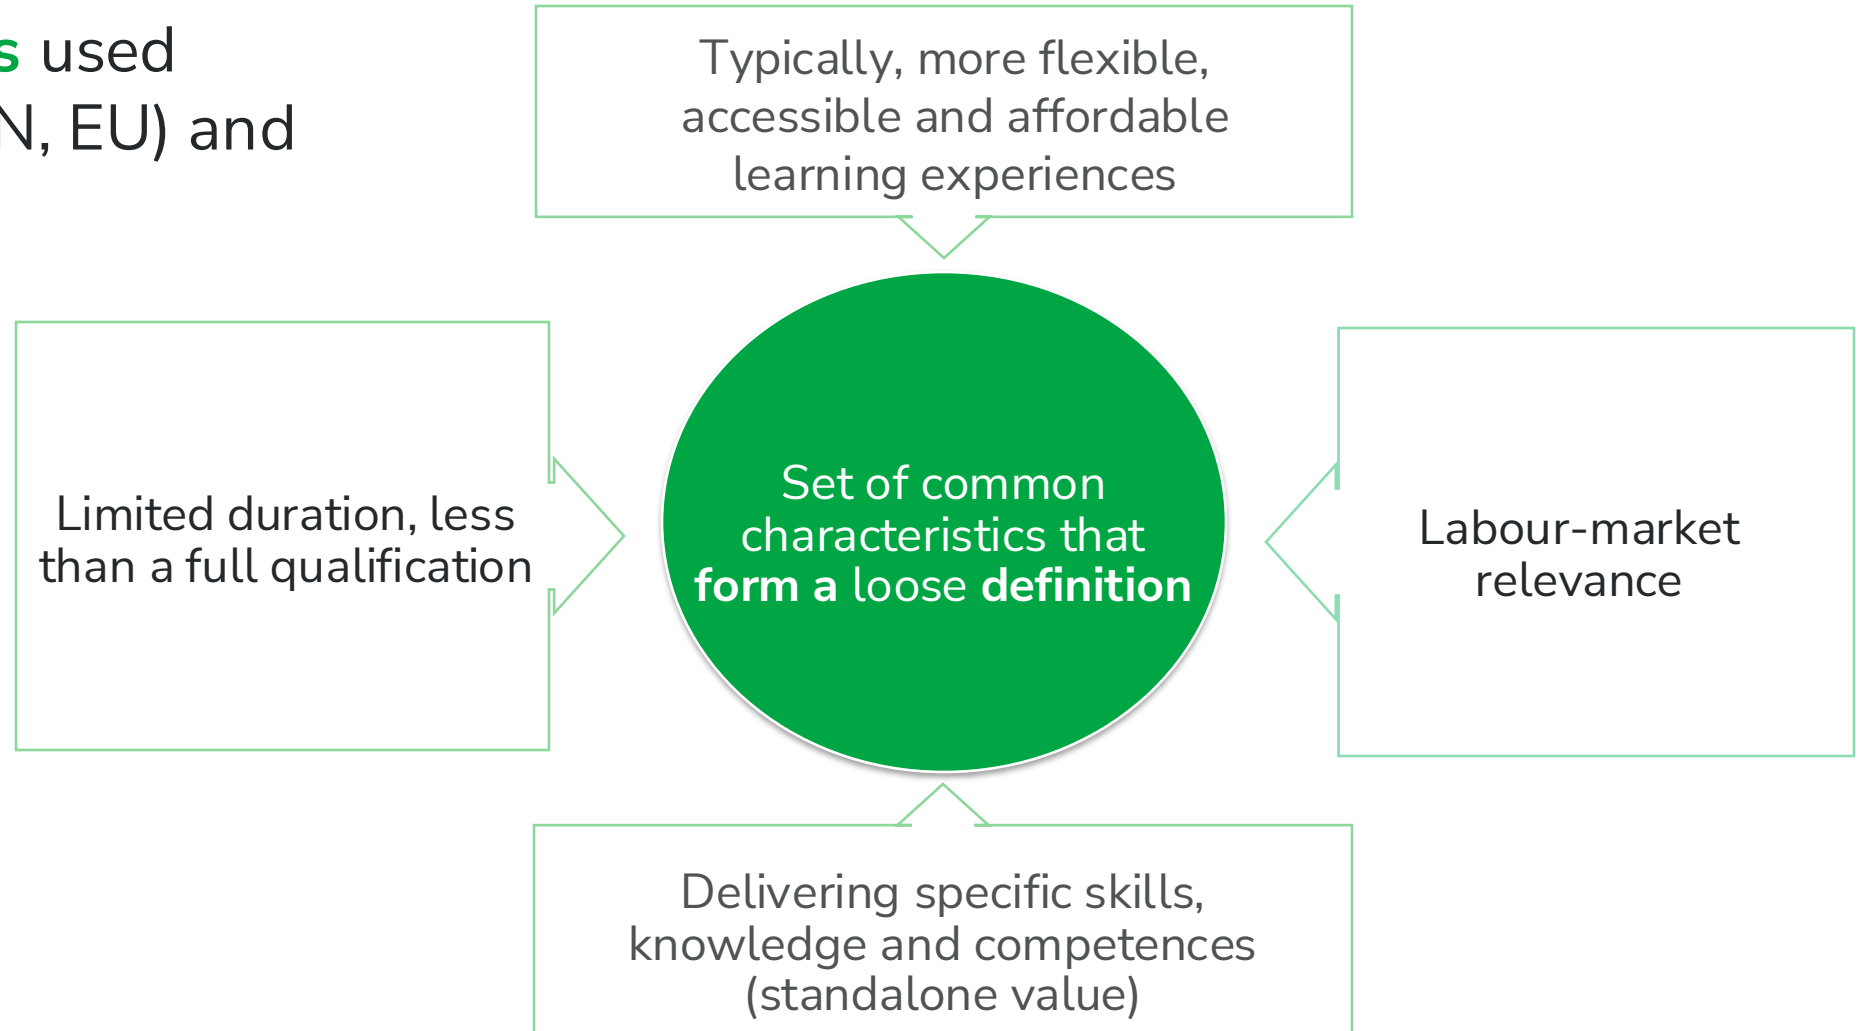 s used
N, EU) and
Typically, more flexible,
accessible and affordable
learning experiences
Limited duration, less
than a full qualification
Set of common
characteristics that
form a loose definition
Labour-market
relevance
Delivering specific skills,
knowledge and competences
(standalone value)